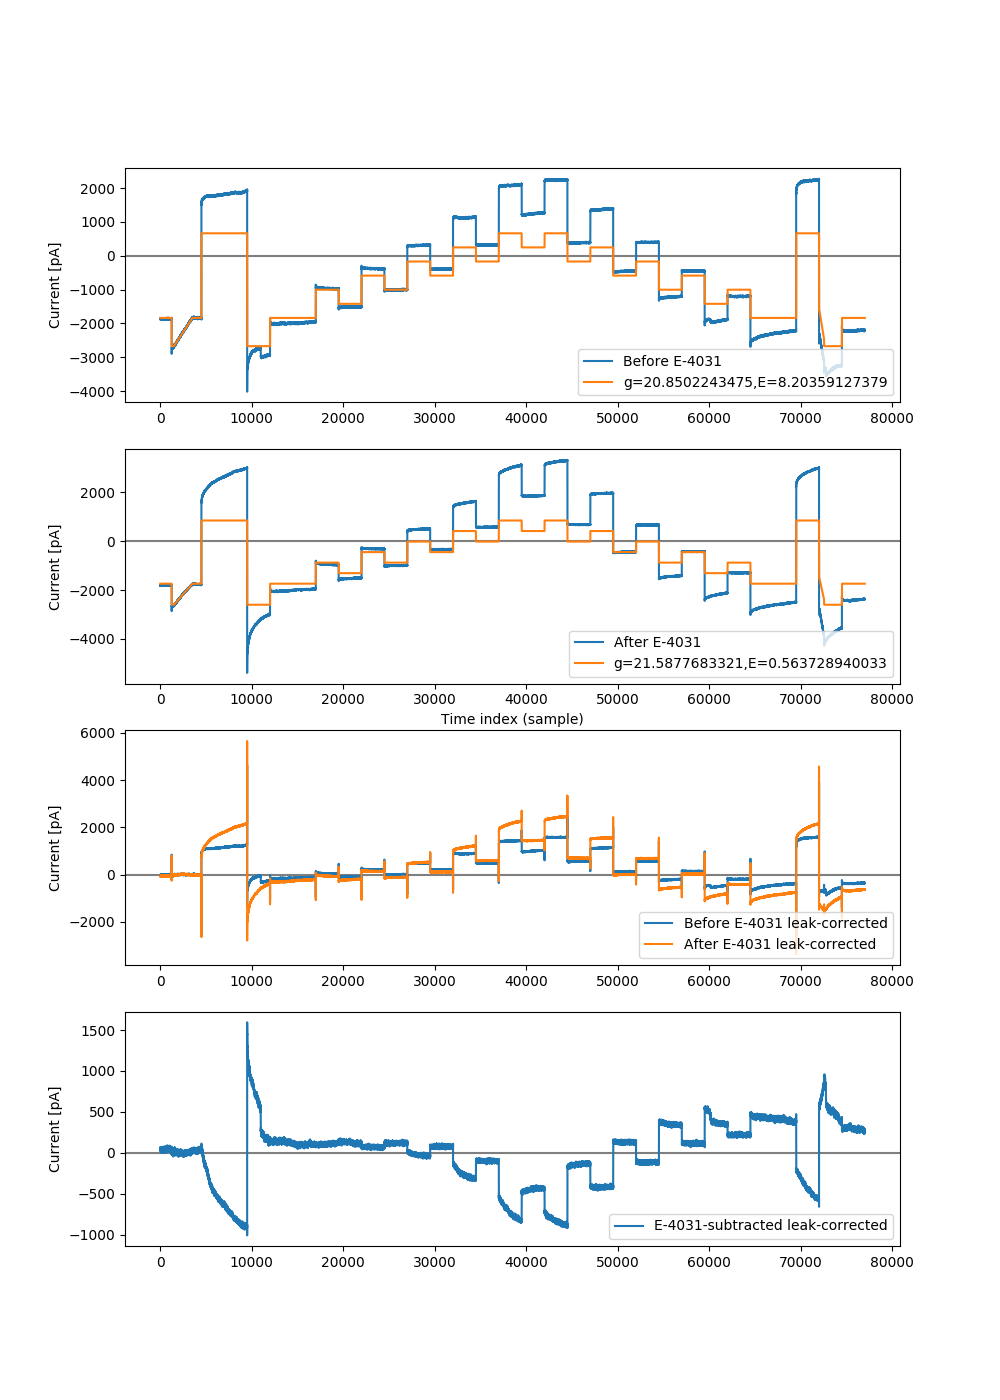 2000
1000
0
−1000
−2000
−3000
−4000
Current [pA]
Before E-4031
g=20.8502243475,E=8.20359127379
0 10000 20000 30000 40000 50000 60000 70000 80000
2000
0
−2000
−4000
Current [pA]
After E-4031
g=21.5877683321,E=0.563728940033
0 10000 20000 30000 40000 50000 60000 70000 80000
Time index (sample)
6000
4000
2000
0
−2000
Current [pA]
Before E-4031 leak-corrected
After E-4031 leak-corrected
0 10000 20000 30000 40000 50000 60000 70000 80000
1500
1000
500
0
−500
−1000
Current [pA]
E-4031-subtracted leak-corrected
0 10000 20000 30000 40000 50000 60000 70000 80000